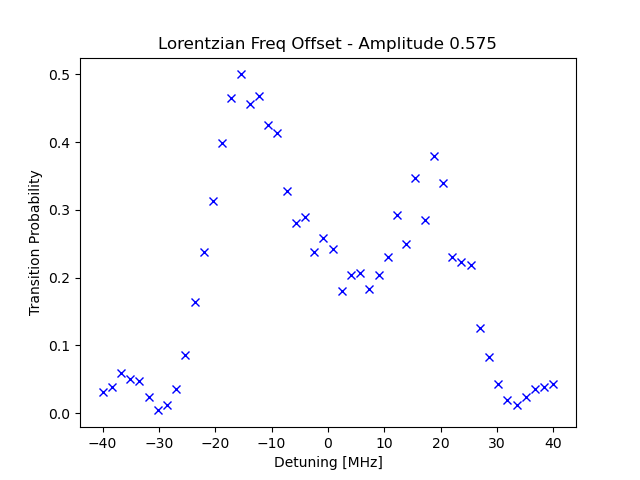 Lorentzian Freq Offset - Amplitude 0.575
Transition Probability
0.5
0.4
0.3
0.2
0.1
0.0
−40 −30 −20 −10 0 10 20 30 40
Detuning [MHz]